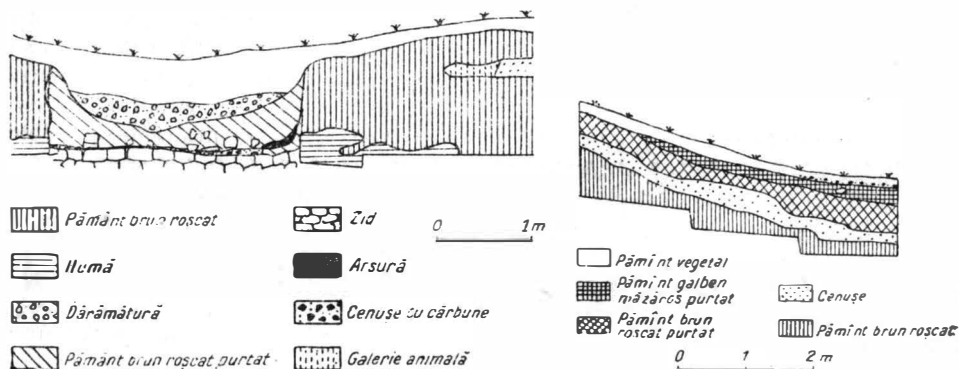 Pământ brun roșcat
Humă
Dărâmătură
Pământ brun roșcat purtat
Zid
Arsură
Cenușe cu cărbune
Galerie animală
0 1m
Pămînt vegetal
Pămînt galben
măzăros purtat
Pămînt brun
roșcat purtat
Cenușe
Pămînt brun roșcat
0 1 2 m